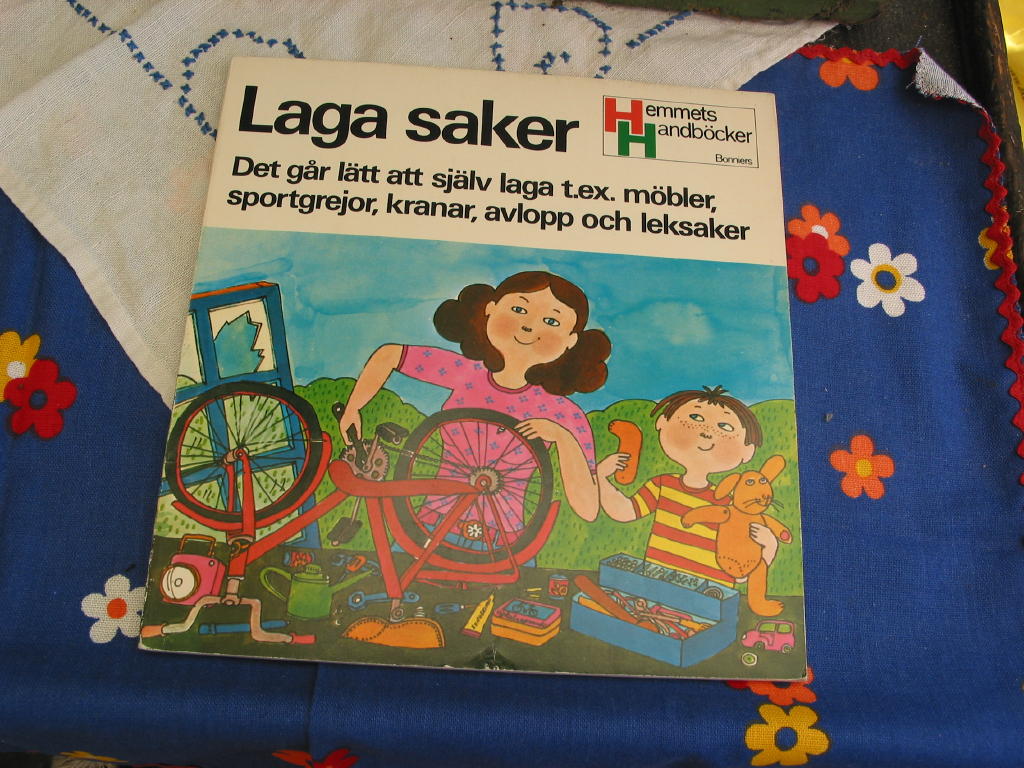 Laga saker
Hemmets
Handböcker
Bonniers
Det går lätt att själv laga t.ex. möbler,
sportgrejor, kranar, avlopp och leksaker